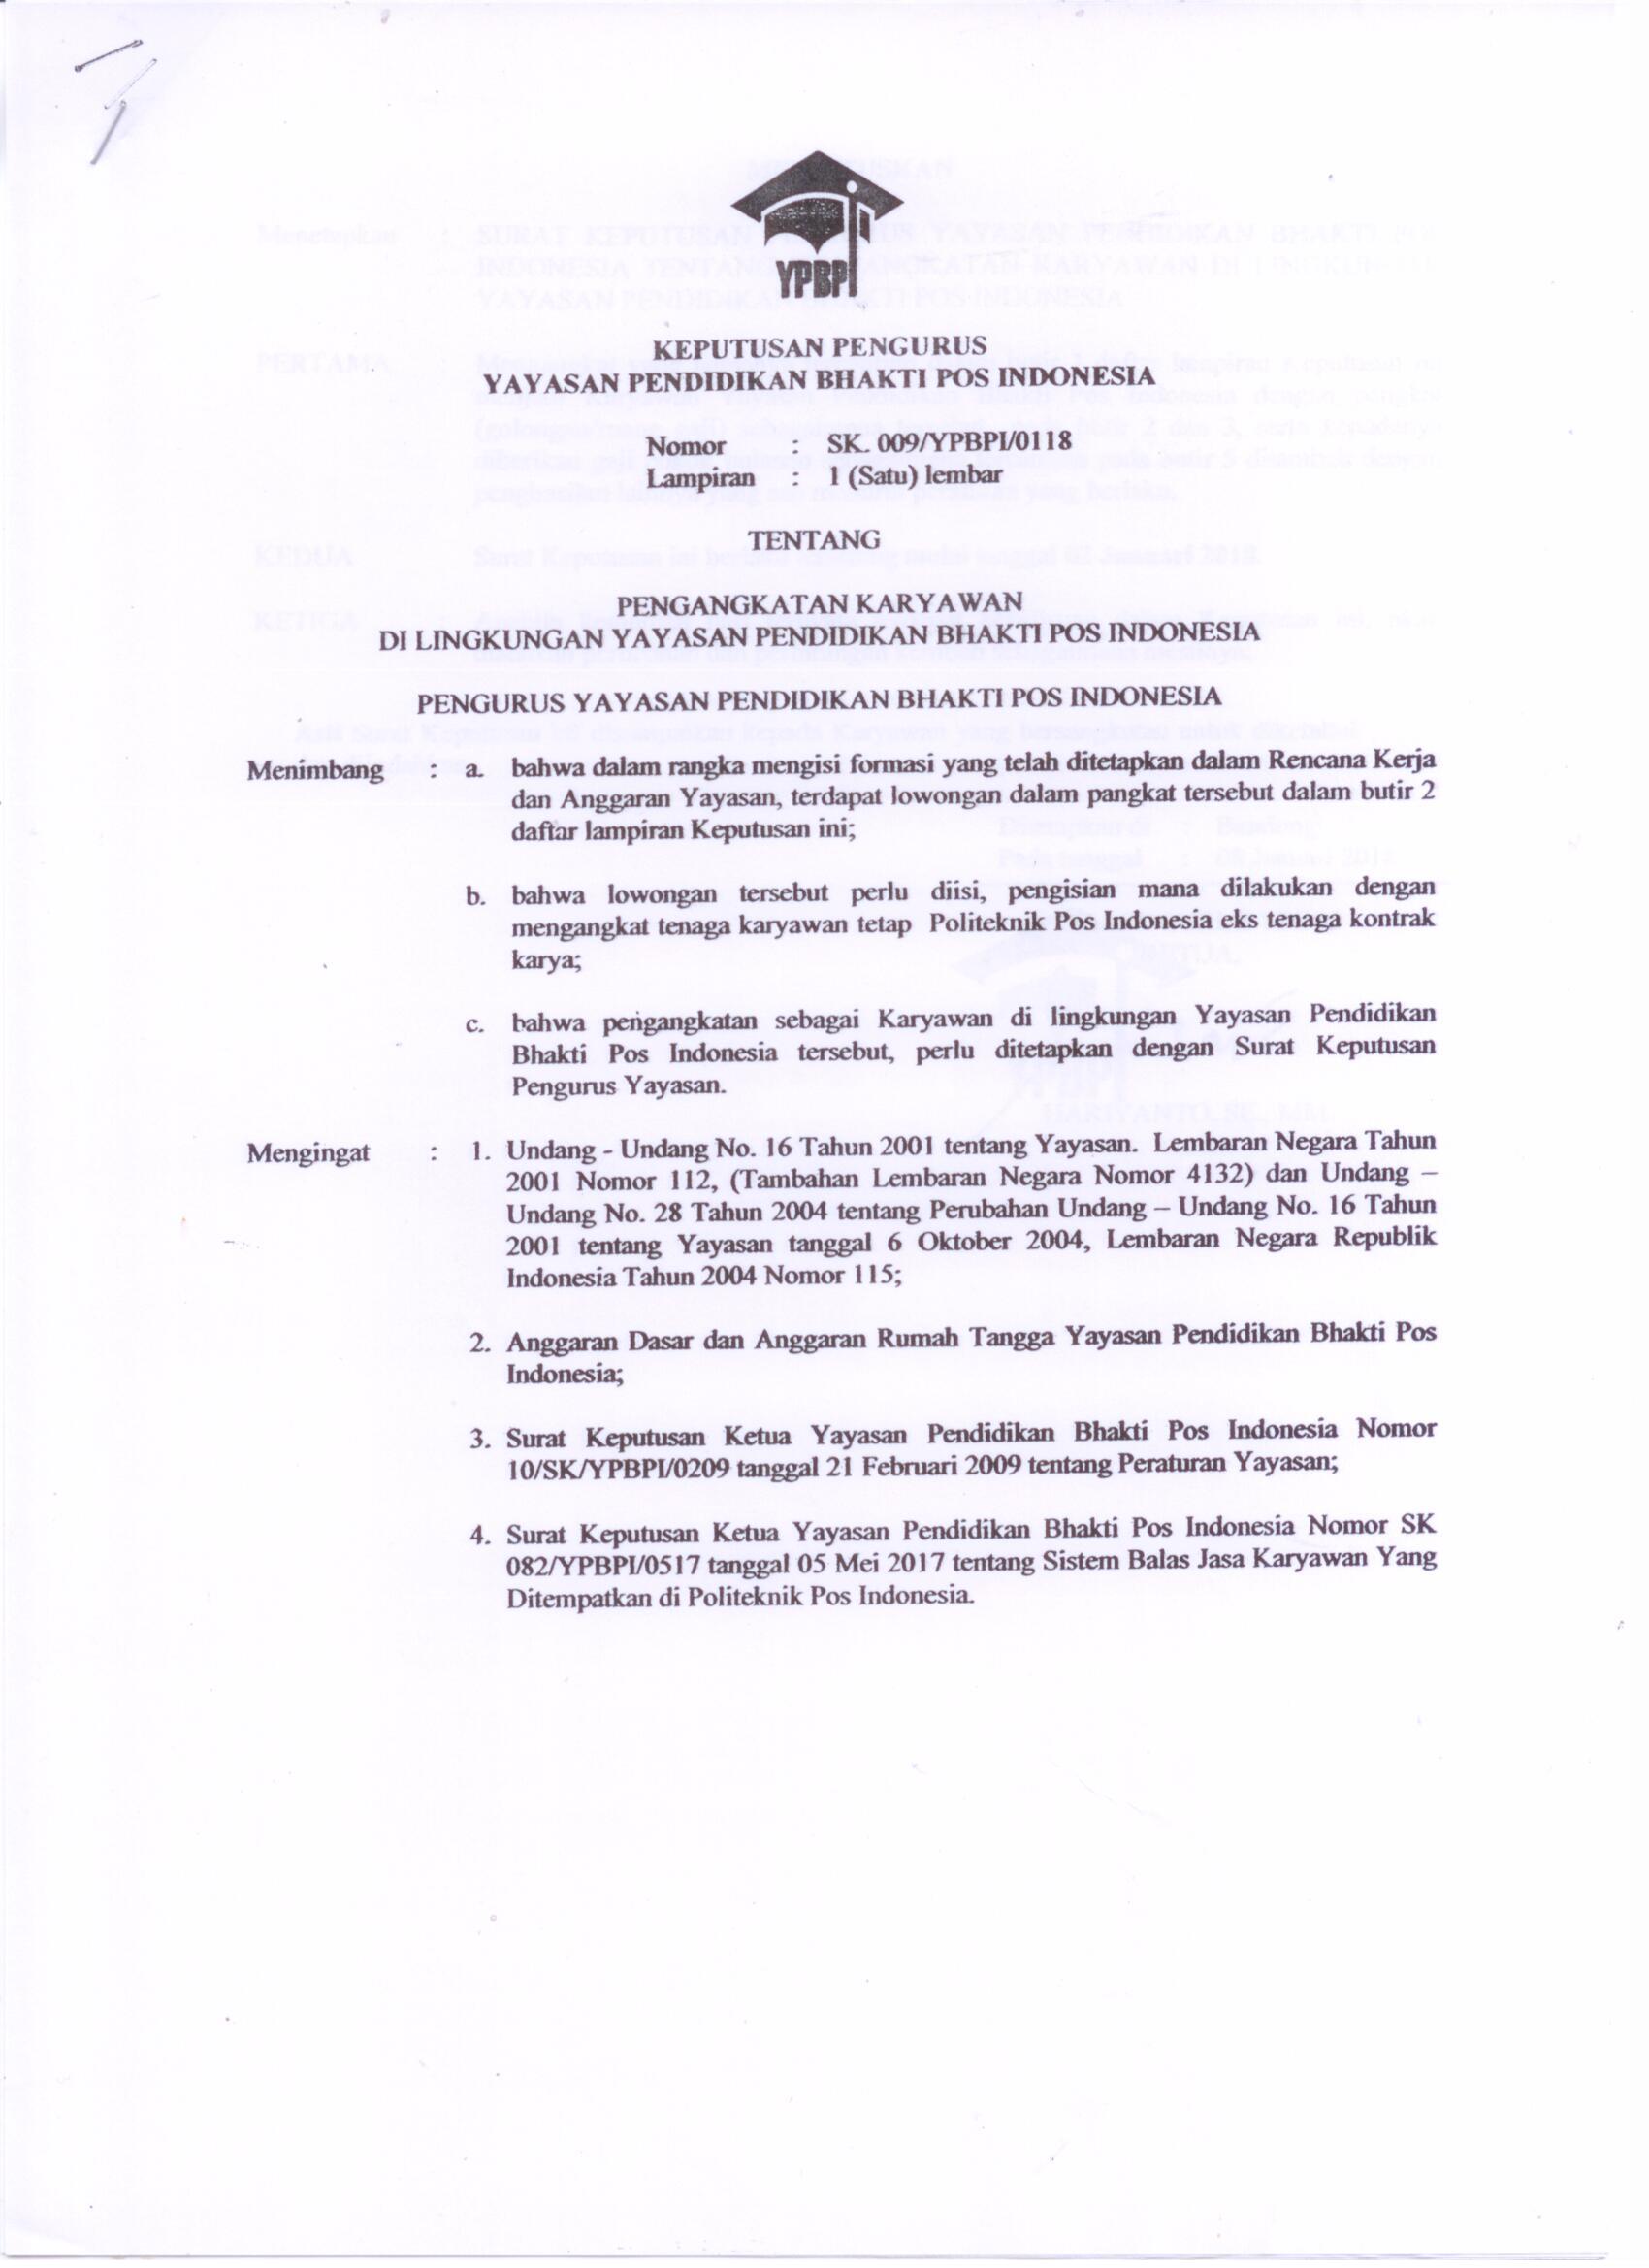 YPBPI
KEPUTUSAN PENGURUS
YAYASAN PENDIDIKAN BHAKTI POS INDONESIA
Nomor : SK. 009/YPBPI/0118
Lampiran : 1 (Satu) lembar
TENTANG
PENGANGKATAN KARYAWAN
DI LINGKUNGAN YAYASAN PENDIDIKAN BHAKTI POS INDONESIA
PENGURUS YAYASAN PENDIDIKAN BHAKTI POS INDONESIA
Menimbang : a. bahwa dalam rangka mengisi formasi yang telah ditetapkan dalam Rencana Kerja
dan Anggaran Yayasan, terdapat lowongan dalam pangkat tersebut dalam butir 2
daftar lampiran Keputusan ini;
b. bahwa lowongan tersebut perlu diisi, pengisian mana dilakukan dengan
mengangkat tenaga karyawan tetap Politeknik Pos Indonesia eks tenaga kontrak
karya;
c. bahwa pengangkatan sebagai Karyawan di lingkungan Yayasan Pendidikan
Bhakti Pos Indonesia tersebut, perlu ditetapkan dengan Surat Keputusan
Pengurus Yayasan.
Mengingat : 1. Undang - Undang No. 16 Tahun 2001 tentang Yayasan. Lembaran Negara Tahun
2001 Nomor 112, (Tambahan Lembaran Negara Nomor 4132) dan Undang –
Undang No. 28 Tahun 2004 tentang Perubahan Undang – Undang No. 16 Tahun
2001 tentang Yayasan tanggal 6 Oktober 2004, Lembaran Negara Republik
Indonesia Tahun 2004 Nomor 115;
2. Anggaran Dasar dan Anggaran Rumah Tangga Yayasan Pendidikan Bhakti Pos
Indonesia;
3. Surat Keputusan Ketua Yayasan Pendidikan Bhakti Pos Indonesia Nomor
10/SK/YPBPI/0209 tanggal 21 Februari 2009 tentang Peraturan Yayasan;
4. Surat Keputusan Ketua Yayasan Pendidikan Bhakti Pos Indonesia Nomor SK
082/YPBPI/0517 tanggal 05 Mei 2017 tentang Sistem Balas Jasa Karyawan Yang
Ditempatkan di Politeknik Pos Indonesia.